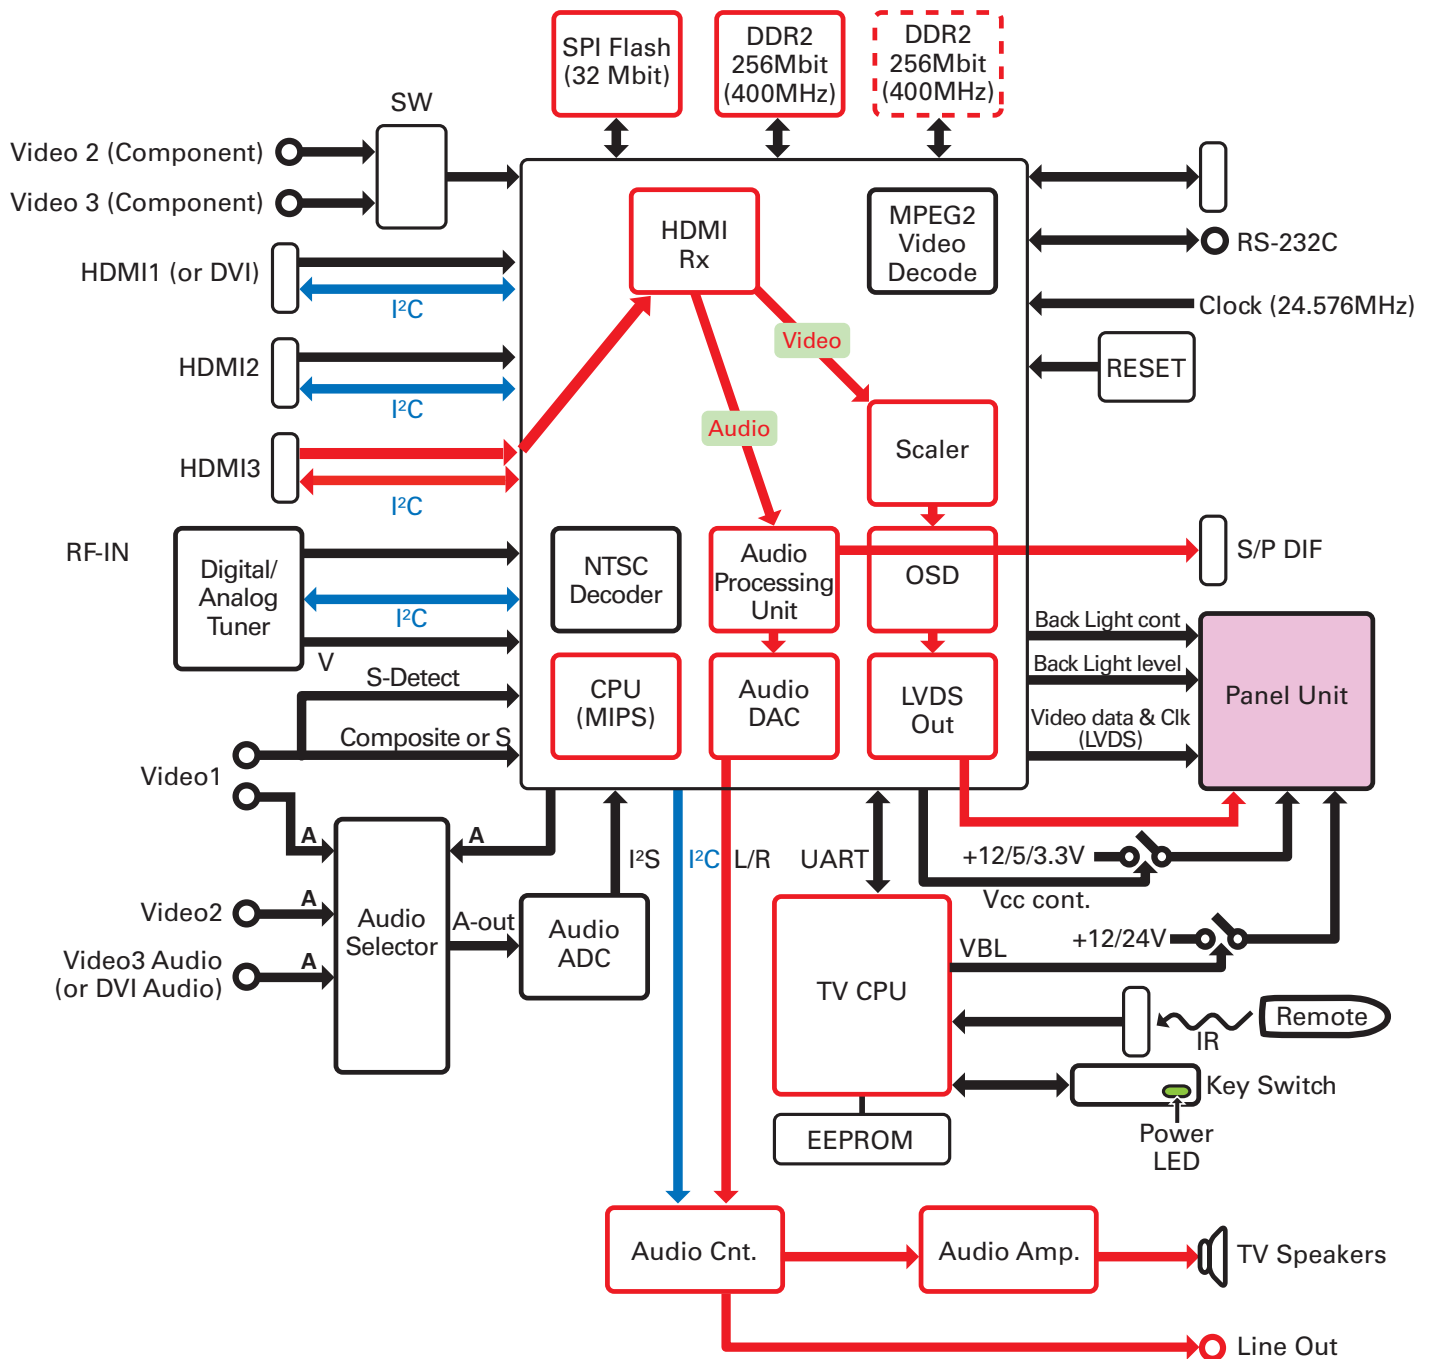 SPI Flash
(32 Mbit)
DDR2
256Mbit
(400MHz)
DDR2
256Mbit
(400MHz)
SW
Video 2 (Component)
Video 3 (Component)
HDMI
Rx
MPEG2
Video
Decode
RS-232C
HDMI1 (or DVI)
I²C
Clock (24.576MHz)
Video
HDMI2
I²C
RESET
Audio
Scaler
HDMI3
I²C
RF-IN
Digital/
Analog
Tuner
I²C
V
NTSC
Decoder
Audio
Processing
Unit
OSD
S/P DIF
Back Light cont
Back Light level
Video data & Clk
(LVDS)
Panel Unit
S-Detect
Composite or S
CPU
(MIPS)
Audio
DAC
LVDS
Out
Video1
A
A
I²S
I²C
L/R
UART
+12/5/3.3V
Vcc cont.
Video2
A
Audio
Selector
A-out
Audio
ADC
VBL
+12/24V
Video3 Audio
(or DVI Audio)
A
TV CPU
IR
Remote
Key Switch
Power
LED
EEPROM
Audio Cnt.
Audio Amp.
TV Speakers
Line Out